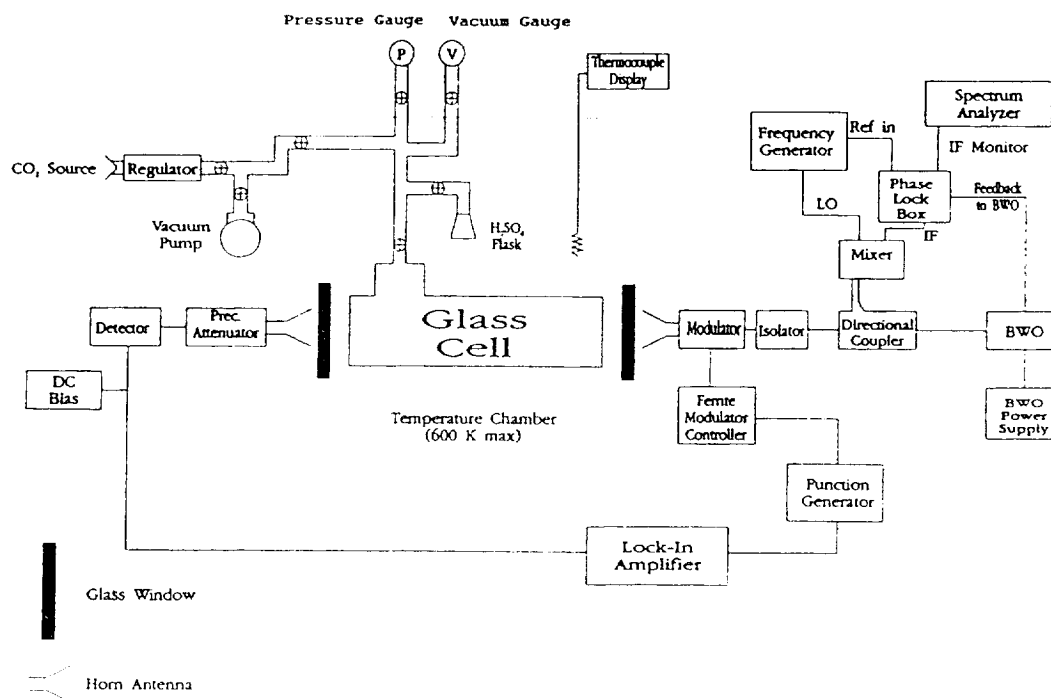 Pressure Gauge Vacuum Gauge
P V
Thermocouple
Display
Spectrum
Analyzer
Frequency
Generator
Ref in
IF Monitor
CO₂ Source
Regulator
Phase
Lock
Box
Feedback
to BWO
Vacuum
Pump
H₂SO₄
Flask
LO
IF
Mixer
Detector
Prec.
Attenuator
Glass
Cell
Modulator
Isolator
Directional
Coupler
BWO
DC
Bias
Temperature Chamber
(600 K max)
Ferrite
Modulator
Controller
BWO
Power
Supply
Function
Generator
Lock-In
Amplifier
Glass Window
Horn Antenna